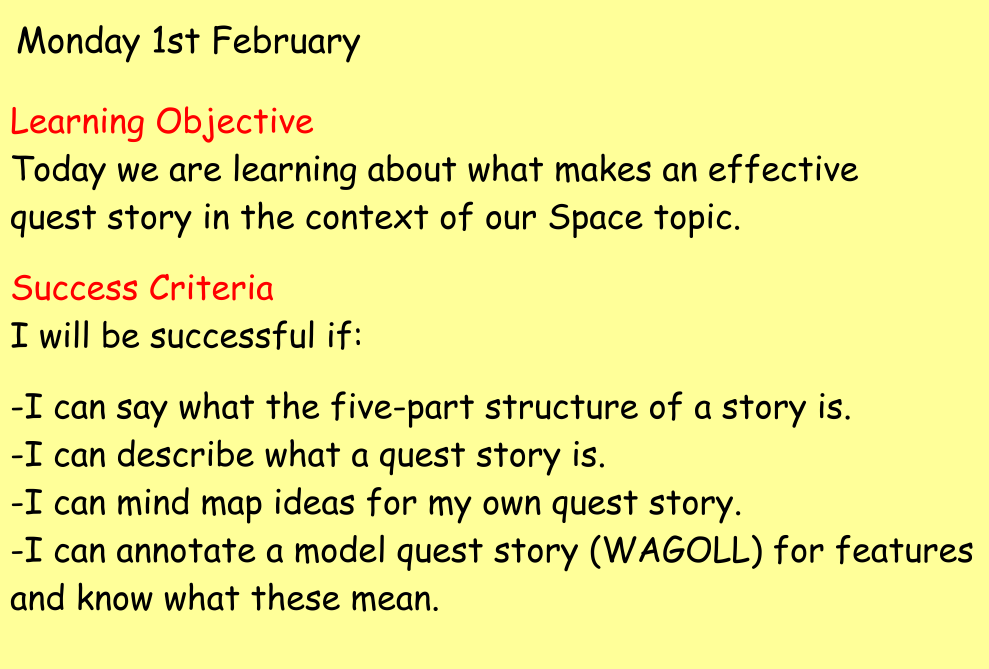 Monday 1st February
Learning Objective
Today we are learning about what makes an effective
quest story in the context of our Space topic.
Success Criteria
I will be successful if:
-I can say what the five-part structure of a story is.
-I can describe what a quest story is.
-I can mind map ideas for my own quest story.
-I can annotate a model quest story (WAGOLL) for features
and know what these mean.